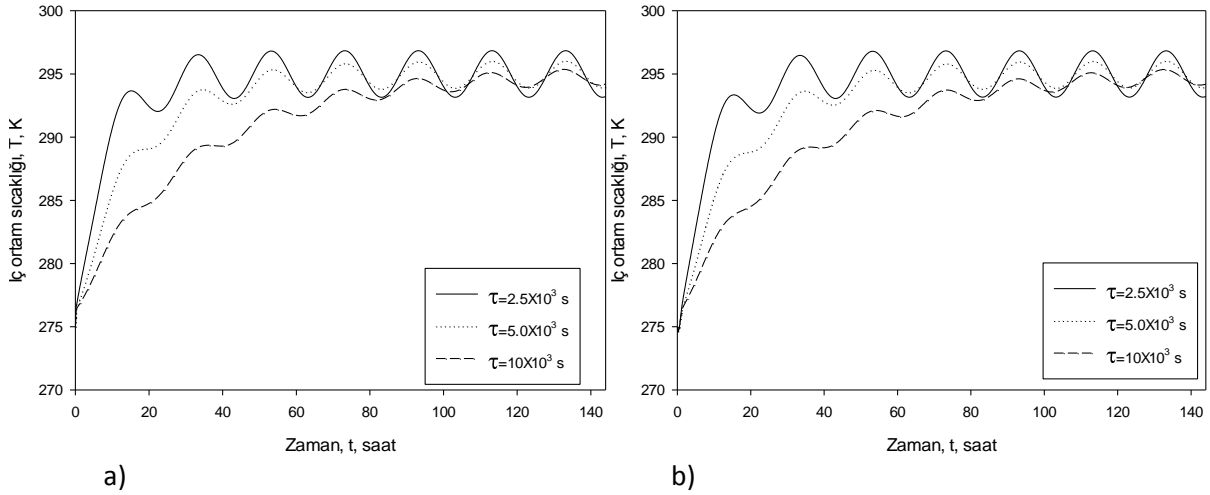 300
295
290
285
280
275
270
İç ortam sıcaklığı, T, K
0 20 40 60 80 100 120 140
Zaman, t, saat
τ=2.5X10³ s
τ=5.0X10³ s
τ=10X10³ s
a)
300
295
290
285
280
275
270
İç ortam sıcaklığı, T, K
0 20 40 60 80 100 120 140
Zaman, t, saat
τ=2.5X10³ s
τ=5.0X10³ s
τ=10X10³ s
b)